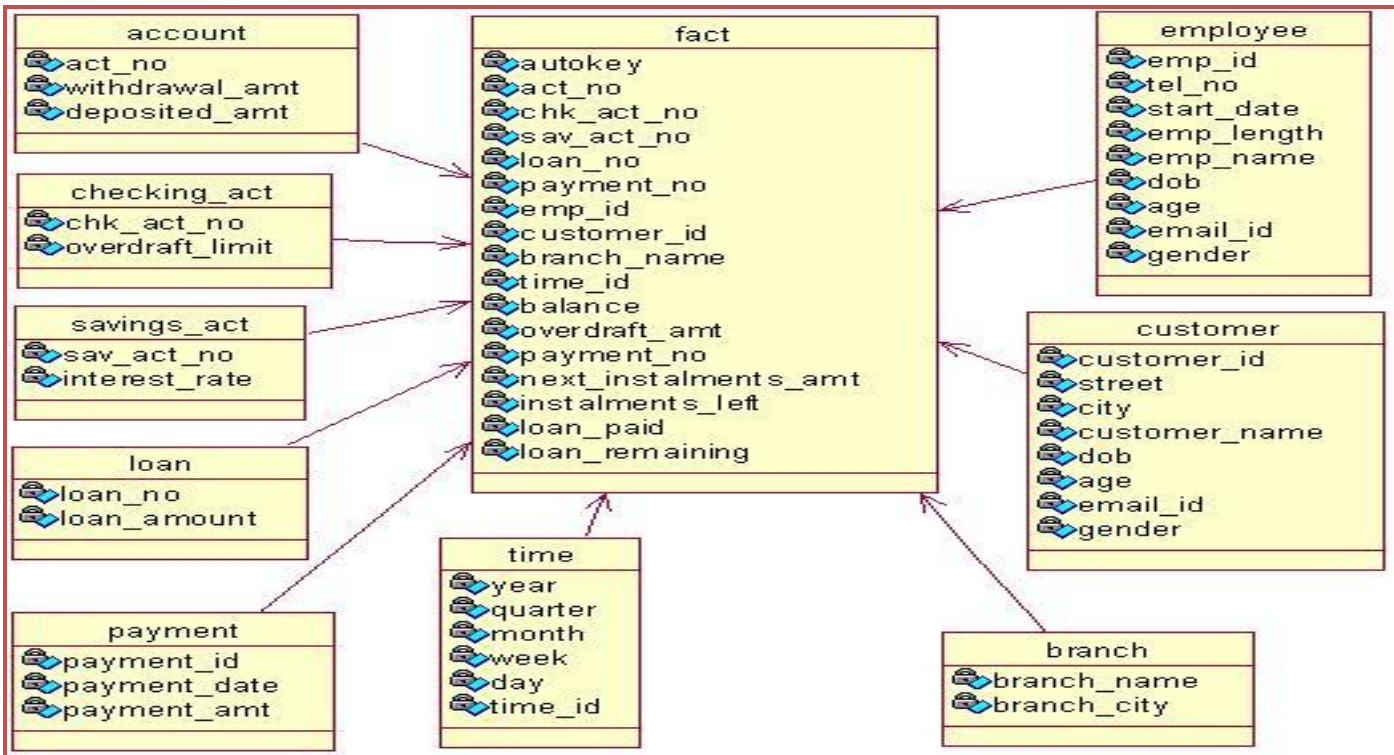 account
act_no
withdrawal_amt
deposited_amt
checking_act
chk_act_no
overdraft_limit
savings_act
sav_act_no
interest_rate
loan
loan_no
loan_amount
payment
payment_id
payment_date
payment_amt
fact
autokey
act_no
chk_act_no
sav_act_no
loan_no
payment_no
emp_id
customer_id
branch_name
time_id
balance
overdraft_amt
payment_no
next_instalments_amt
instalments_left
loan_paid
loan_remaining
time
year
quarter
month
week
day
time_id
employee
emp_id
tel_no
start_date
emp_length
emp_name
dob
age
email_id
gender
customer
customer_id
street
city
customer_name
dob
age
email_id
gender
branch
branch_name
branch_city